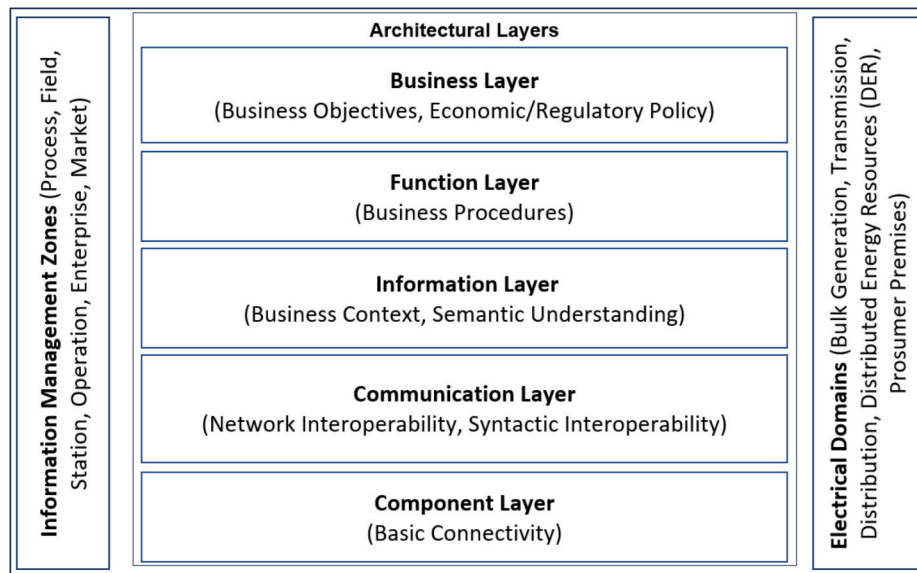 Information Management Zones (Process, Field,
Station, Operation, Enterprise, Market)
Architectural Layers
Business Layer
(Business Objectives, Economic/Regulatory Policy)
Function Layer
(Business Procedures)
Information Layer
(Business Context, Semantic Understanding)
Communication Layer
(Network Interoperability, Syntactic Interoperability)
Component Layer
(Basic Connectivity)
Electrical Domains (Bulk Generation, Transmission,
Distribution, Distributed Energy Resources (DER),
Prosumer Premises)